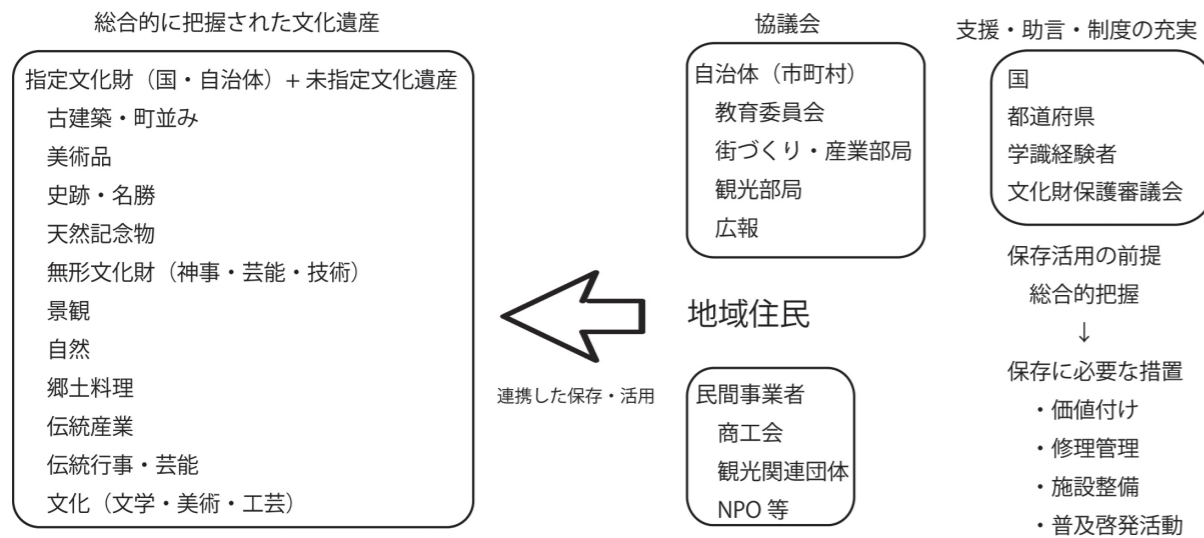 総合的に把握された文化遺産
指定文化財（国・自治体）+ 未指定文化遺産
古建築・町並み
美術品
史跡・名勝
天然記念物
無形文化財（神事・芸能・技術）
景観
自然
郷土料理
伝統産業
伝統行事・芸能
文化（文学・美術・工芸）
連携した保存・活用
協議会
自治体（市町村）
教育委員会
街づくり・産業部局
観光部局
広報
地域住民
民間事業者
商工会
観光関連団体
NPO 等
支援・助言・制度の充実
国
都道府県
学識経験者
文化財保護審議会
保存活用の前提
総合的把握
↓
保存に必要な措置
・価値付け
・修理管理
・施設整備
・普及啓発活動